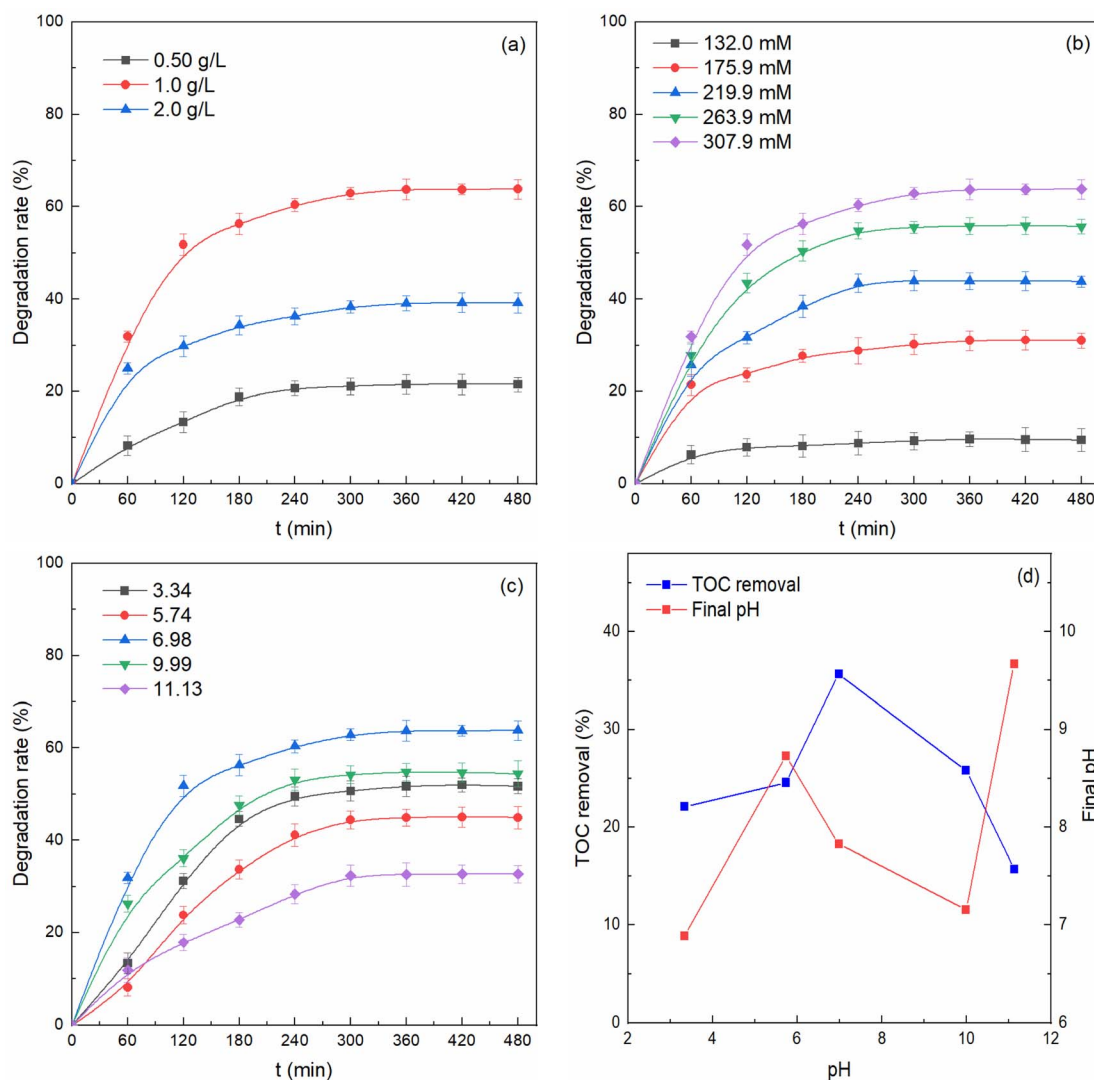 (a)
0.50 g/L
1.0 g/L
2.0 g/L
Degradation rate (%)
100
80
60
40
20
0
0 60 120 180 240 300 360 420 480
t (min)
(b)
132.0 mM
175.9 mM
219.9 mM
263.9 mM
307.9 mM
Degradation rate (%)
100
80
60
40
20
0
0 60 120 180 240 300 360 420 480
t (min)
(c)
3.34
5.74
6.98
9.99
11.13
Degradation rate (%)
100
80
60
40
20
0
0 60 120 180 240 300 360 420 480
t (min)
(d)
TOC removal
Final pH
TOC removal (%)
40
30
20
10
0
Final pH
10
9
8
7
6
2 4 6 8 10 12
pH